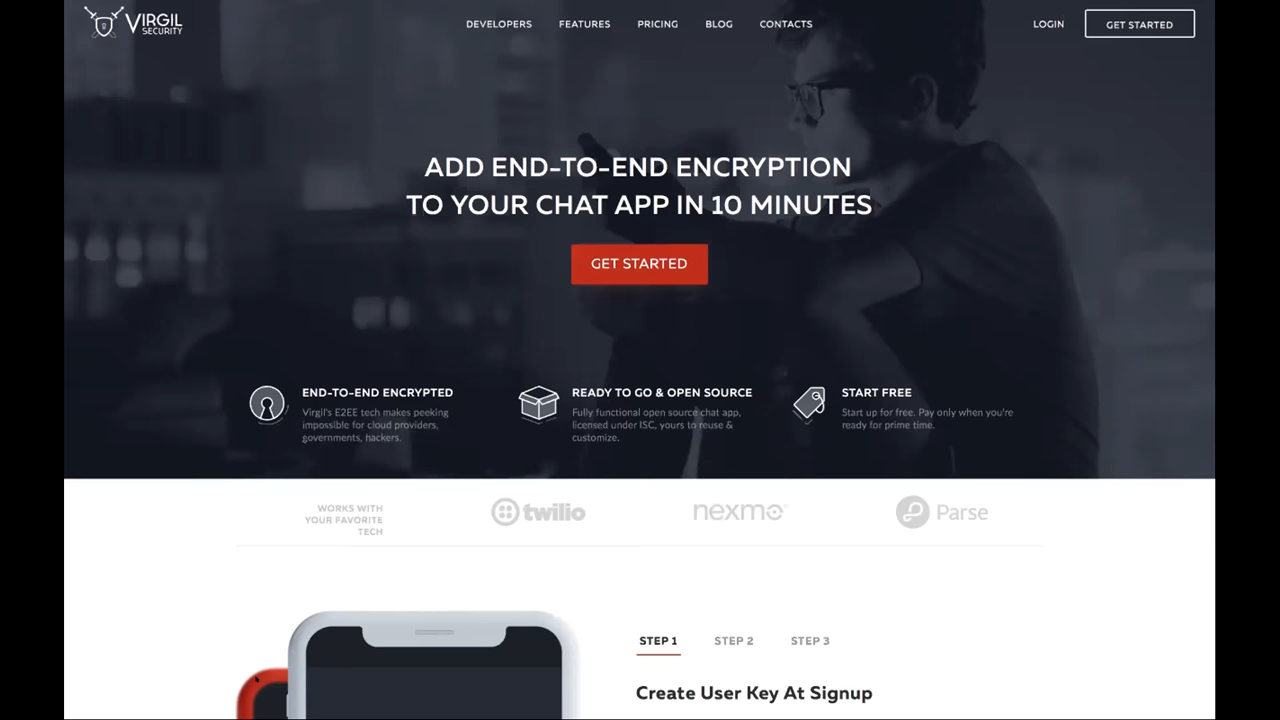 VIRGIL
SECURITY
DEVELOPERS FEATURES PRICING BLOG CONTACTS
LOGIN GET STARTED
ADD END-TO-END ENCRYPTION
TO YOUR CHAT APP IN 10 MINUTES
GET STARTED
END-TO-END ENCRYPTED
Virgil's E2EE tech makes peeking
impossible for cloud providers,
governments, hackers.
READY TO GO & OPEN SOURCE
Fully functional open source chat app,
licensed under ISC, yours to reuse &
customize.
START FREE
Start up for free. Pay only when you're
ready for prime time.
WORKS WITH
YOUR FAVORITE
TECH
twilio
nexmo
Parse
STEP 1 STEP 2 STEP 3
Create User Key At Signup